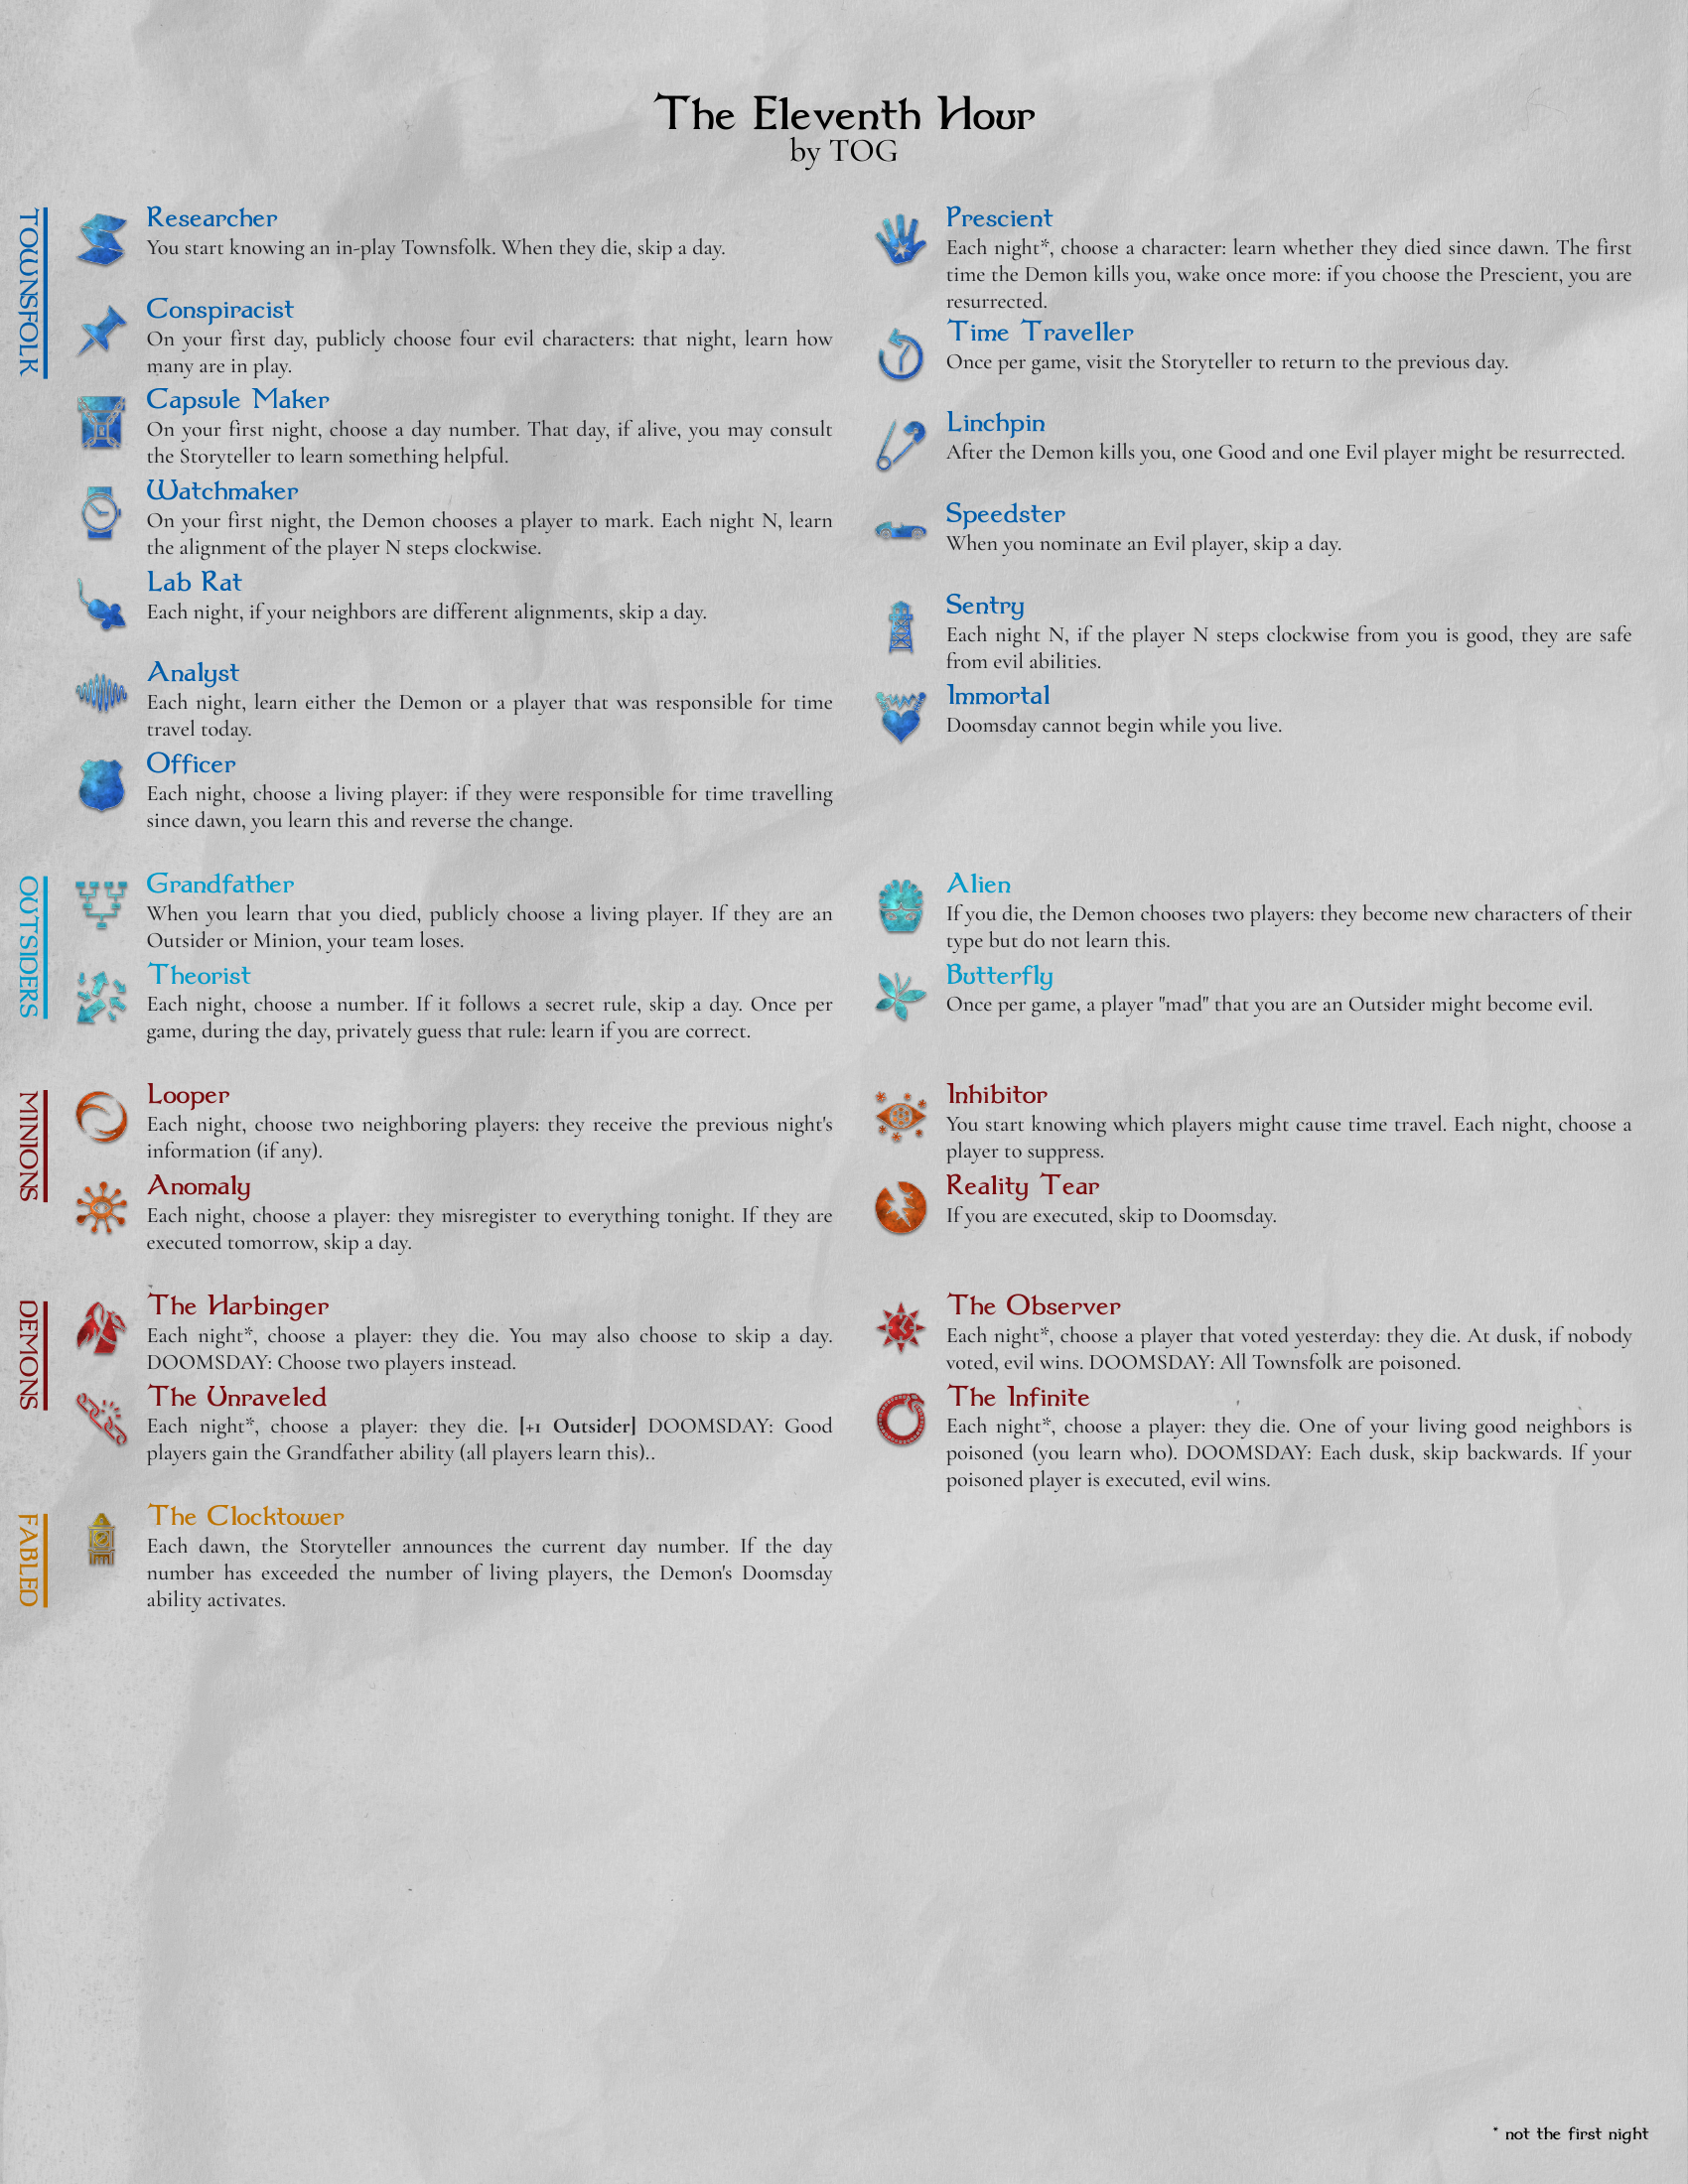 The Eleventh Hour
by TOG
TOWNSFOLK
Researcher
You start knowing an in-play Townsfolk. When they die, skip a day.
Conspiracist
On your first day, publicly choose four evil characters: that night, learn how
many are in play.
Capsule Maker
On your first night, choose a day number. That day, if alive, you may consult
the Storyteller to learn something helpful.
Watchmaker
On your first night, the Demon chooses a player to mark. Each night N, learn
the alignment of the player N steps clockwise.
Lab Rat
Each night, if your neighbors are different alignments, skip a day.
Analyst
Each night, learn either the Demon or a player that was responsible for time
travel today.
Officer
Each night, choose a living player: if they were responsible for time travelling
since dawn, you learn this and reverse the change.
Prescient
Each night*, choose a character: learn whether they died since dawn. The first
time the Demon kills you, wake once more: if you choose the Prescient, you are
resurrected.
Time Traveller
Once per game, visit the Storyteller to return to the previous day.
Linchpin
After the Demon kills you, one Good and one Evil player might be resurrected.
Speedster
When you nominate an Evil player, skip a day.
Sentry
Each night N, if the player N steps clockwise from you is good, they are safe
from evil abilities.
Immortal
Doomsday cannot begin while you live.
OUTSIDERS
Grandfather
When you learn that you died, publicly choose a living player. If they are an
Outsider or Minion, your team loses.
Theorist
Each night, choose a number. If it follows a secret rule, skip a day. Once per
game, during the day, privately guess that rule: learn if you are correct.
Alien
If you die, the Demon chooses two players: they become new characters of their
type but do not learn this.
Butterfly
Once per game, a player "mad" that you are an Outsider might become evil.
MINIONS
Looper
Each night, choose two neighboring players: they receive the previous night's
information (if any).
Anomaly
Each night, choose a player: they misregister to everything tonight. If they are
executed tomorrow, skip a day.
Inhibitor
You start knowing which players might cause time travel. Each night, choose a
player to suppress.
Reality Tear
If you are executed, skip to Doomsday.
DEMONS
The Harbinger
Each night*, choose a player: they die. You may also choose to skip a day.
DOOMSDAY: Choose two players instead.
The Unraveled
Each night*, choose a player: they die. [+1 Outsider] DOOMSDAY: Good
players gain the Grandfather ability (all players learn this)..
The Observer
Each night*, choose a player that voted yesterday: they die. At dusk, if nobody
voted, evil wins. DOOMSDAY: All Townsfolk are poisoned.
The Infinite
Each night*, choose a player: they die. One of your living good neighbors is
poisoned (you learn who). DOOMSDAY: Each dusk, skip backwards. If your
poisoned player is executed, evil wins.
FABLED
The Clocktower
Each dawn, the Storyteller announces the current day number. If the day
number has exceeded the number of living players, the Demon's Doomsday
ability activates.
* not the first night